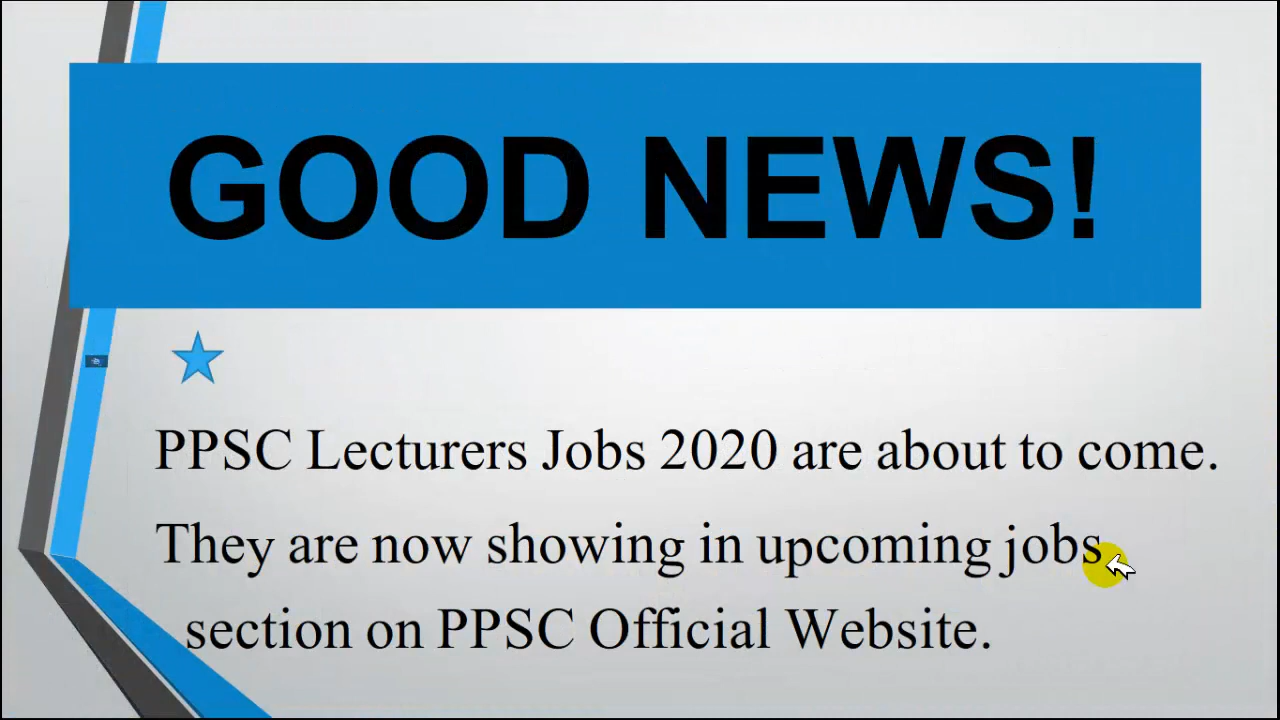 GOOD NEWS!
PPSC Lecturers Jobs 2020 are about to come.
They are now showing in upcoming jobs
section on PPSC Official Website.